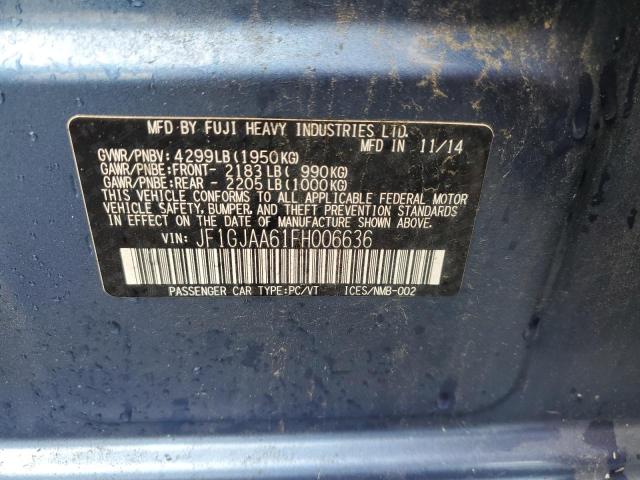 MFD BY FUJI HEAVY INDUSTRIES LTD.
MFD IN 11/14
GVWR/PNBV: 4299LB(1950KG)
GAWR/PNBE:FRONT- 2183LB( 990KG)
GAWR/PNBE:REAR - 2205LB(1000KG)
THIS VEHICLE CONFORMS TO ALL APPLICABLE FEDERAL MOTOR
VEHICLE SAFETY, BUMPER, AND THEFT PREVENTION STANDARDS
IN EFFECT ON THE DATE OF MANUFACTURE SHOWN ABOVE.
VIN: JF1GJAA61FH006636
PASSENGER CAR TYPE:PC/VT ICES/NMB-002